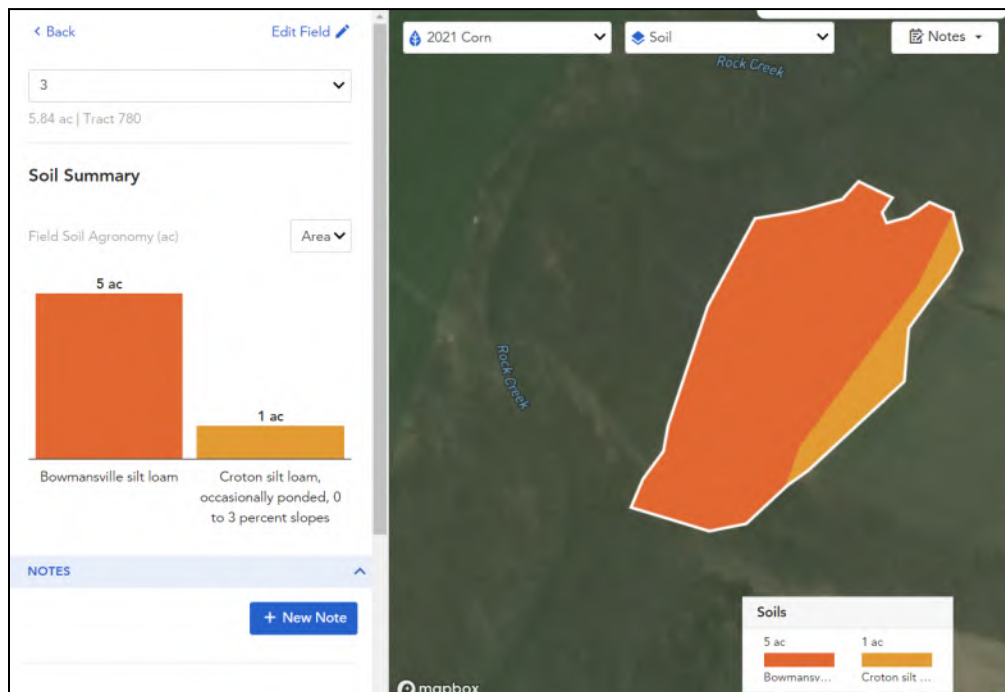 Back
Edit Field
3
5.84 ac | Tract 780
Soil Summary
Field Soil Agronomy (ac)
Area
5 ac
1 ac
Bowmansville silt loam
Croton silt loam,
occasionally ponded, 0
to 3 percent slopes
NOTES
+ New Note
2021 Corn
Soil
Notes
Rock Creek
Rock Creek
Soils
5 ac
1 ac
Bowmansv...
Croton silt ...
mapbox